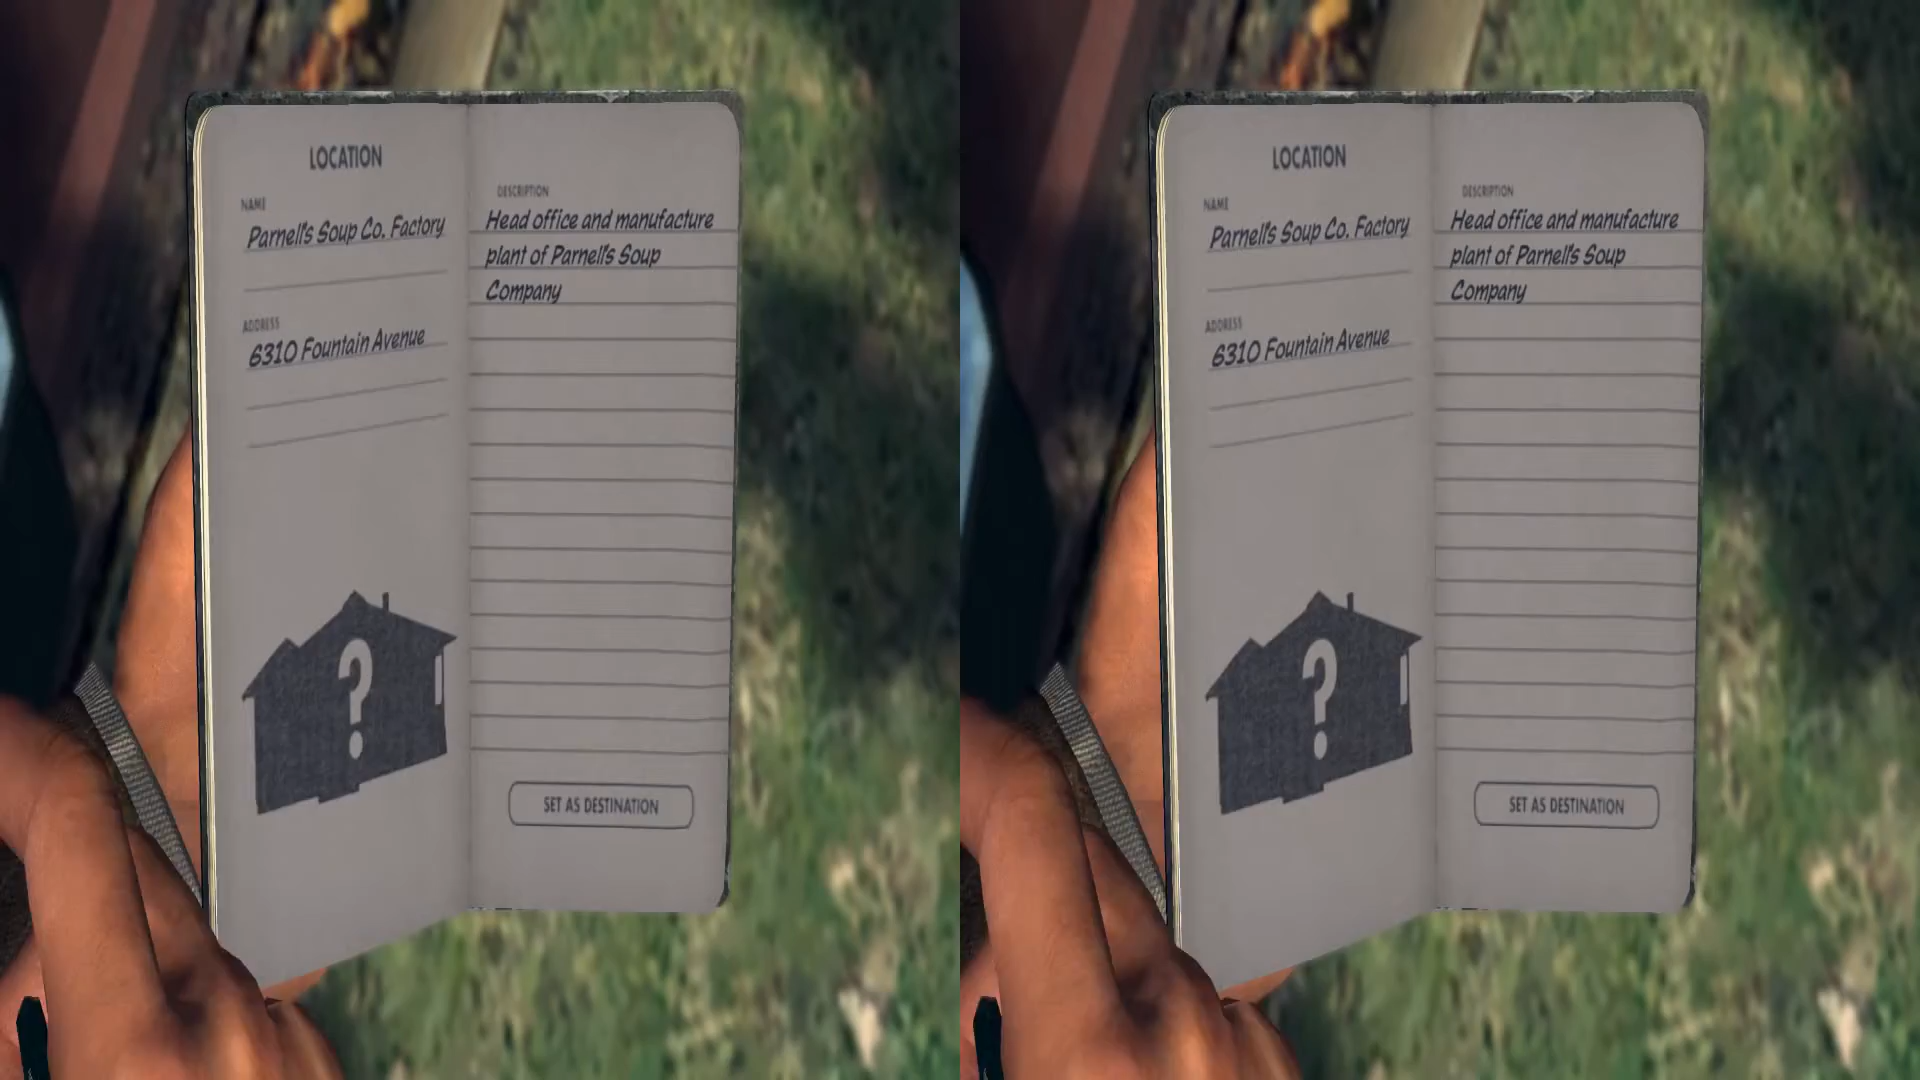 LOCATION
NAME
Parnell's Soup Co. Factory
ADDRESS
6310 Fountain Avenue
?
DESCRIPTION
Head office and manufacture
plant of Parnell's Soup
Company
SET AS DESTINATION
LOCATION
NAME
Parnell's Soup Co. Factory
ADDRESS
6310 Fountain Avenue
?
DESCRIPTION
Head office and manufacture
plant of Parnell's Soup
Company
SET AS DESTINATION